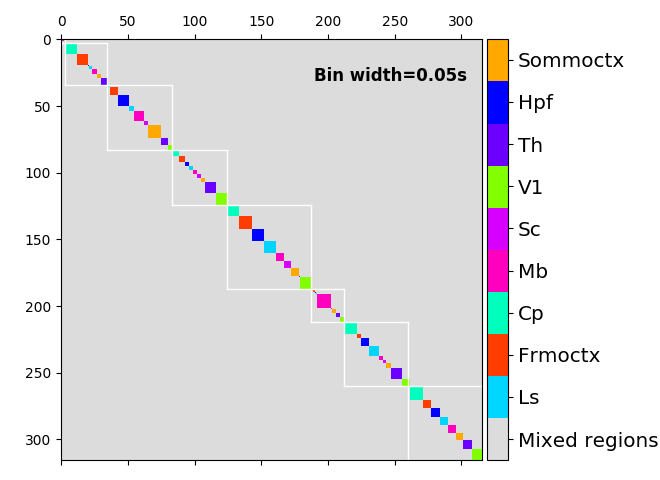 0 50 100 150 200 250 300
0
50
100
150
200
250
300
Bin width=0.05s
Sommoctx
Hpf
Th
V1
Sc
Mb
Cp
Frmoctx
Ls
Mixed regions